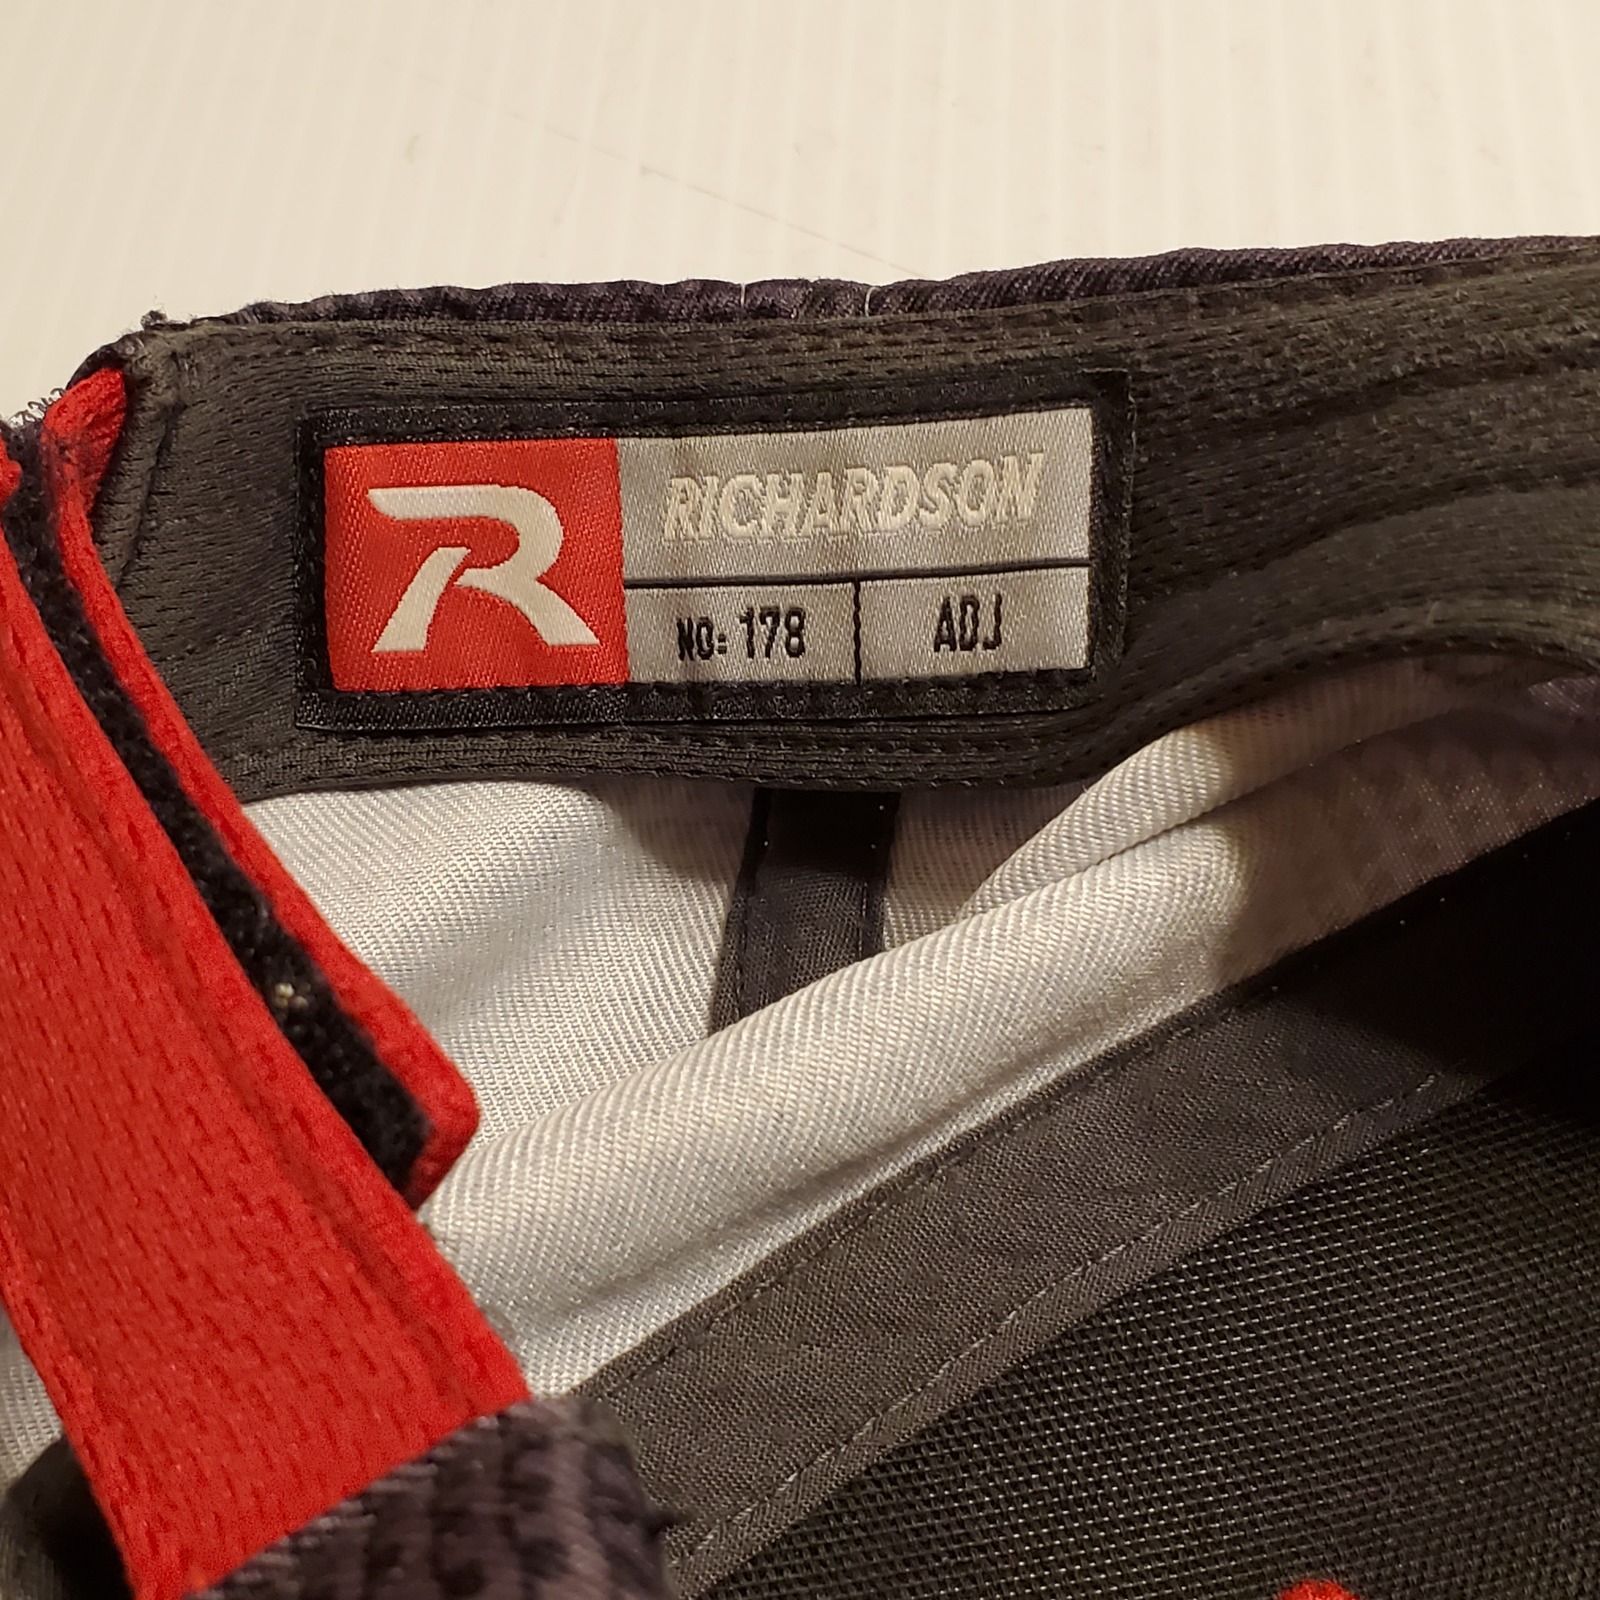 R
RICHARDSON
NO: 178
ADJ